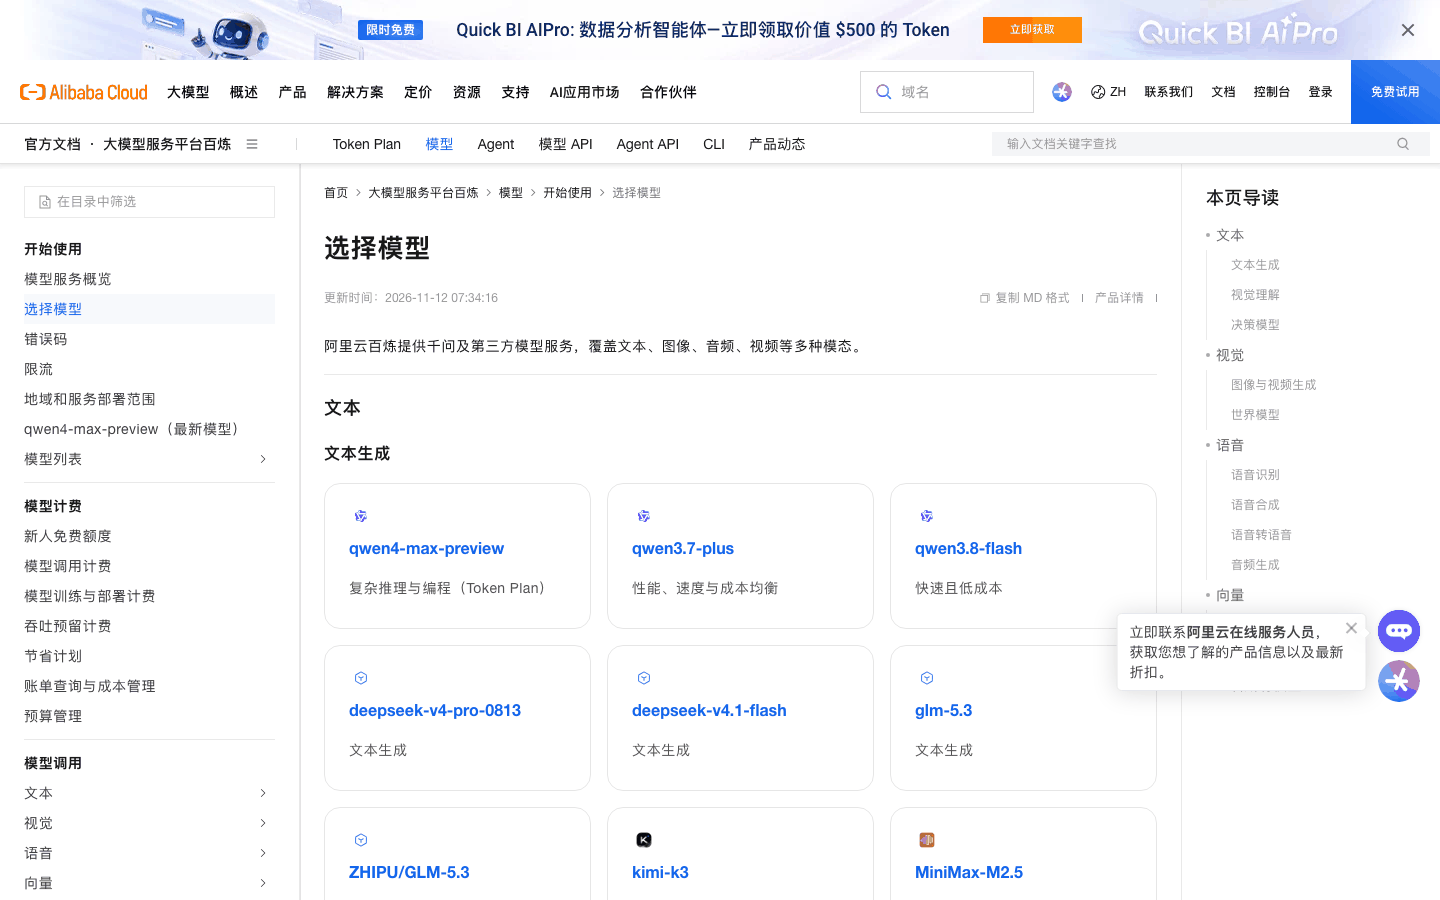 限时免费
Quick BI AIPro: 数据分析智能体—立即领取价值 $500 的 Token
立即获取
Quick BI AiPro
Alibaba Cloud
大模型 概述 产品 解决方案 定价 资源 支持 AI应用市场 合作伙伴
域名
ZH 联系我们 文档 控制台 登录 免费试用
官方文档 · 大模型服务平台百炼
Token Plan 模型 Agent 模型 API Agent API CLI 产品动态
输入文档关键字查找
在目录中筛选
开始使用
模型服务概览
选择模型
错误码
限流
地域和服务部署范围
qwen4-max-preview（最新模型）
模型列表
模型计费
新人免费额度
模型调用计费
模型训练与部署计费
吞吐预留计费
节省计划
账单查询与成本管理
预算管理
模型调用
文本
视觉
语音
向量
首页 > 大模型服务平台百炼 > 模型 > 开始使用 > 选择模型
选择模型
更新时间：2026-11-12 07:34:16
复制 MD 格式 产品详情
阿里云百炼提供千问及第三方模型服务，覆盖文本、图像、音频、视频等多种模态。
文本
文本生成
qwen4-max-preview
复杂推理与编程（Token Plan）
qwen3.7-plus
性能、速度与成本均衡
qwen3.8-flash
快速且低成本
deepseek-v4-pro-0813
文本生成
deepseek-v4.1-flash
文本生成
glm-5.3
文本生成
ZHIPU/GLM-5.3
kimi-k3
MiniMax-M2.5
本页导读
文本
文本生成
视觉理解
决策模型
视觉
图像与视频生成
世界模型
语音
语音识别
语音合成
语音转语音
音频生成
向量
立即联系阿里云在线服务人员，
获取您想了解的产品信息以及最新
折扣。